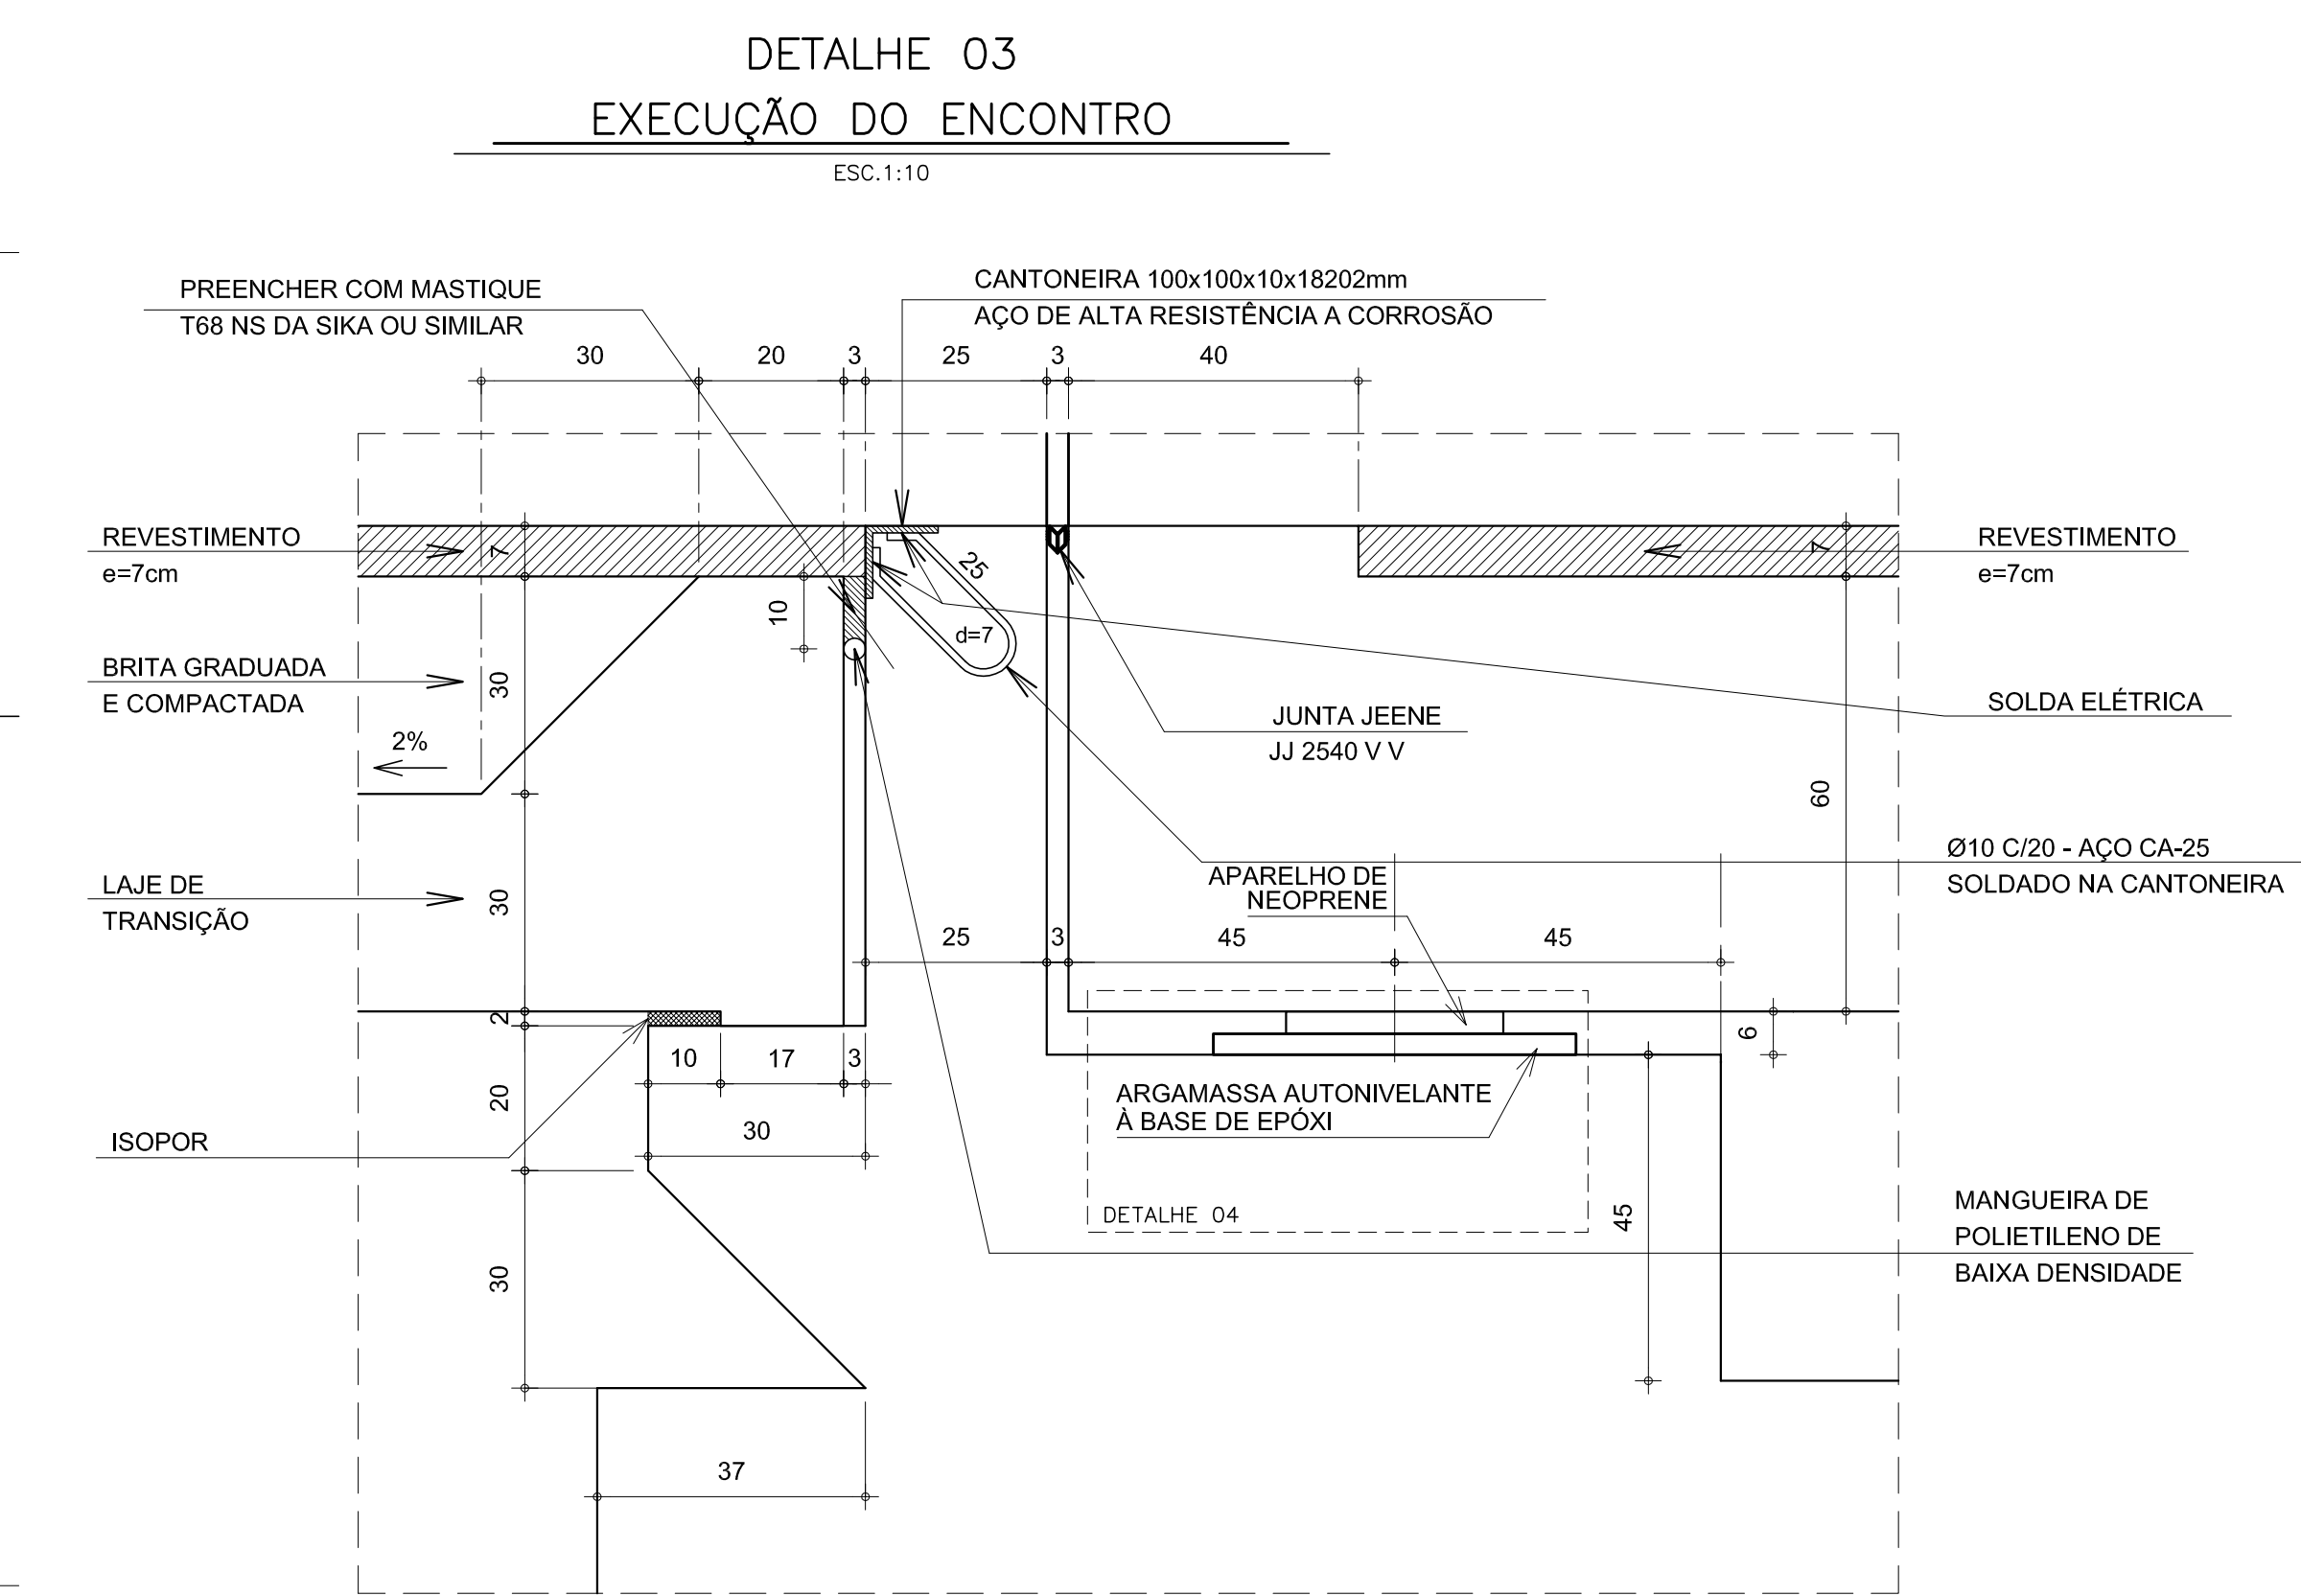 DETALHE 03
EXECUÇÃO DO ENCONTRO
ESC.1:10
PREENCHER COM MASTIQUE
T68 NS DA SIKA OU SIMILAR
CANTONEIRA 100x100x10x18202mm
AÇO DE ALTA RESISTÊNCIA A CORROSÃO
30 20 3 25 3 40
REVESTIMENTO
e=7cm
7
25
7
REVESTIMENTO
e=7cm
10
d=7
BRITA GRADUADA
E COMPACTADA
30
2%
JUNTA JEENE
JJ 2540 V V
SOLDA ELÉTRICA
60
Ø10 C/20 - AÇO CA-25
SOLDADO NA CANTONEIRA
APARELHO DE
NEOPRENE
LAJE DE
TRANSIÇÃO
30
25 3 45 45
2
10 17 3
6
20
30
ARGAMASSA AUTONIVELANTE
À BASE DE EPÓXI
ISOPOR
DETALHE 04
45
MANGUEIRA DE
POLIETILENO DE
BAIXA DENSIDADE
30
37